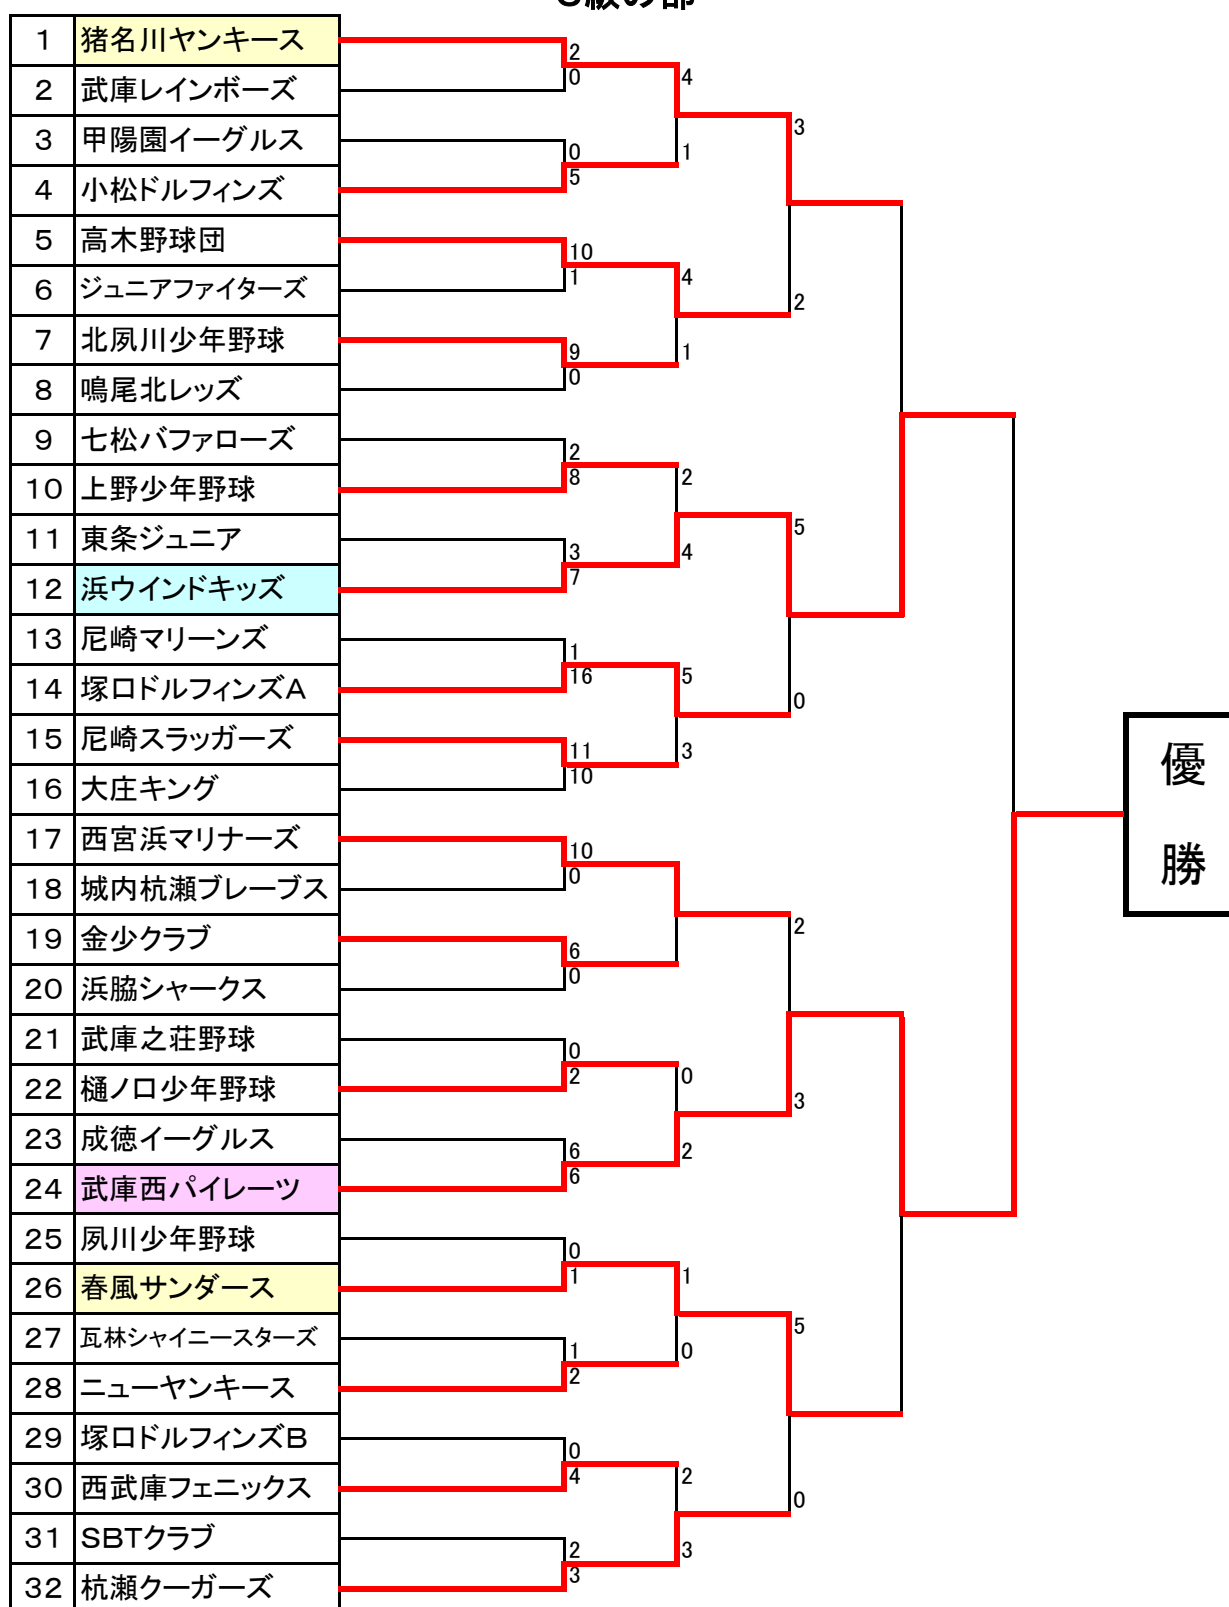 級の部
1 猪名川ヤンキース
2 武庫レインボーズ
3 甲陽園イーグルス
4 小松ドルフィンズ
5 高木野球団
6 ジュニアファイターズ
7 北夙川少年野球
8 鳴尾北レッズ
9 七松バファローズ
10 上野少年野球
11 東条ジュニア
12 浜ウインドキッズ
13 尼崎マリーンズ
14 塚口ドルフィンズA
15 尼崎スラッガーズ
16 大庄キング
17 西宮浜マリナーズ
18 城内杭瀬ブレーブス
19 金少クラブ
20 浜脇シャークス
21 武庫之荘野球
22 樋ノ口少年野球
23 成徳イーグルス
24 武庫西パイレーツ
25 夙川少年野球
26 春風サンダース
27 瓦林シャイニースターズ
28 ニューヤンキース
29 塚口ドルフィンズB
30 西武庫フェニックス
31 SBTクラブ
32 杭瀬クーガーズ
2
0
0
5
10
1
9
0
2
8
3
7
1
16
11
10
10
0
6
0
0
2
6
6
0
1
1
2
0
4
2
3
4
1
4
1
2
4
5
3
0
2
1
0
2
3
3
2
5
0
2
3
5
0
優
勝